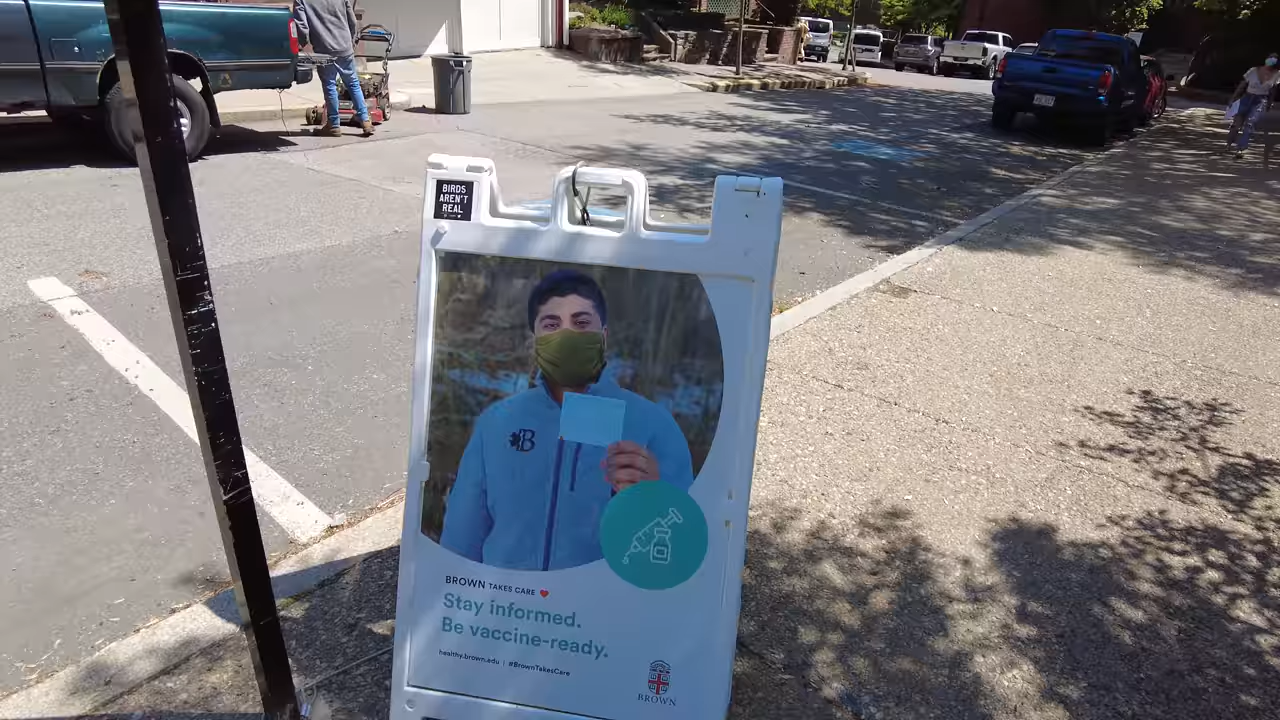 BIRDS
AREN'T
REAL
B
BROWN TAKES CARE
Stay informed.
Be vaccine-ready.
healthy.brown.edu | #BrownTakesCare
BROWN